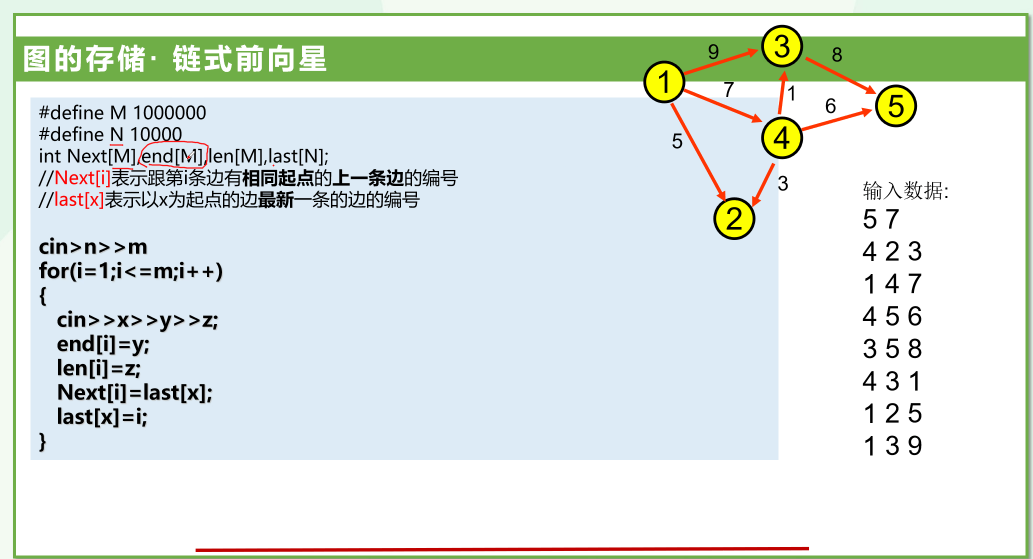 图的存储· 链式前向星
#define M 1000000
#define N 10000
int Next[M],end[M],len[M],last[N];
//Next[i]表示跟第i条边有相同起点的上一条边的编号
//last[x]表示以x为起点的边最新一条的边的编号
cin>n>>m
for(i=1;i<=m;i++)
{
cin>>x>>y>>z;
end[i]=y;
len[i]=z;
Next[i]=last[x];
last[x]=i;
}
3
9
8
1
7
1
5
6
4
5
3
2
输入数据:
5 7
4 2 3
1 4 7
4 5 6
3 5 8
4 3 1
1 2 5
1 3 9